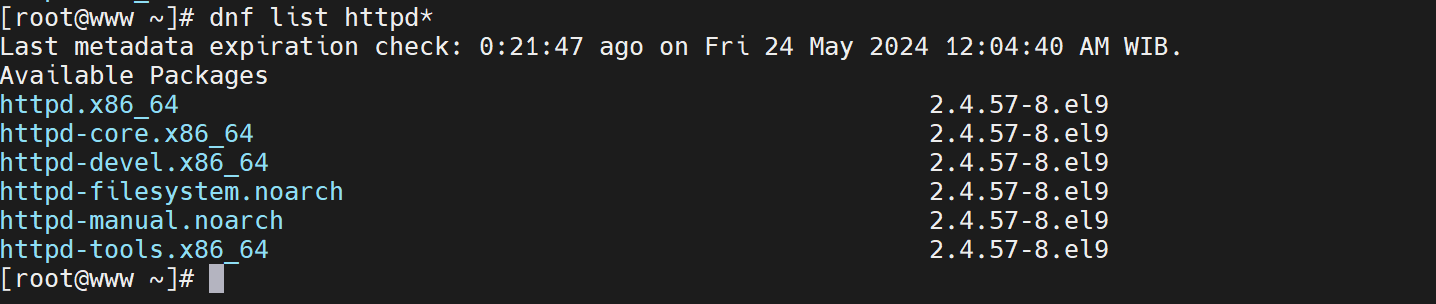 [root@www ~]# dnf list httpd*
Last metadata expiration check: 0:21:47 ago on Fri 24 May 2024 12:04:40 AM WIB.
Available Packages
httpd.x86_64 2.4.57-8.el9
httpd-core.x86_64 2.4.57-8.el9
httpd-devel.x86_64 2.4.57-8.el9
httpd-filesystem.noarch 2.4.57-8.el9
httpd-manual.noarch 2.4.57-8.el9
httpd-tools.x86_64 2.4.57-8.el9
[root@www ~]#